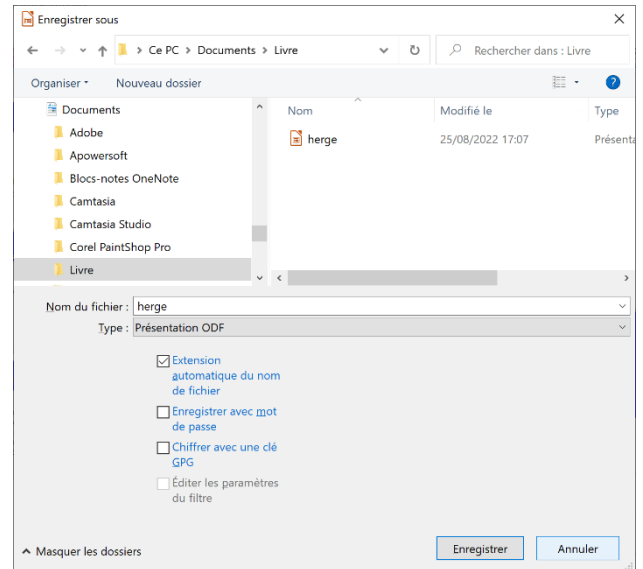 Enregistrer sous
Ce PC > Documents > Livre
Rechercher dans : Livre
Organiser
Nouveau dossier
Documents
Adobe
Apowersoft
Blocs-notes OneNote
Camtasia
Camtasia Studio
Corel PaintShop Pro
Livre
Nom Modifié le Type
herge 25/08/2022 17:07 Présenta
Nom du fichier : herge
Type : Présentation ODF
Extension
automatique du nom
de fichier
Enregistrer avec mot
de passe
Chiffrer avec une clé
GPG
Éditer les paramètres
du filtre
Masquer les dossiers
Enregistrer
Annuler